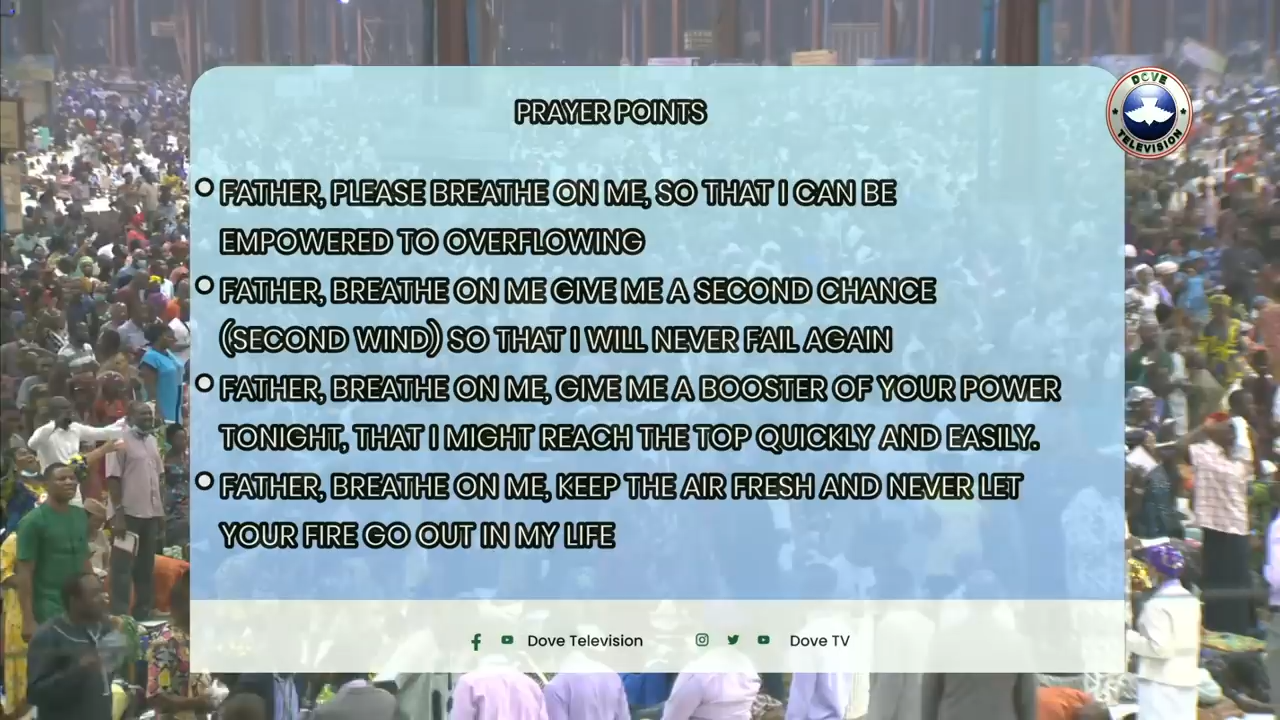 PRAYER POINTS
DOVE
TELEVISION
FATHER, PLEASE BREATHE ON ME, SO THAT I CAN BE
EMPOWERED TO OVERFLOWING
FATHER, BREATHE ON ME GIVE ME A SECOND CHANCE
(SECOND WIND) SO THAT I WILL NEVER FAIL AGAIN
FATHER, BREATHE ON ME, GIVE ME A BOOSTER OF YOUR POWER
TONIGHT, THAT I MIGHT REACH THE TOP QUICKLY AND EASILY.
FATHER, BREATHE ON ME, KEEP THE AIR FRESH AND NEVER LET
YOUR FIRE GO OUT IN MY LIFE
Dove Television
Dove TV